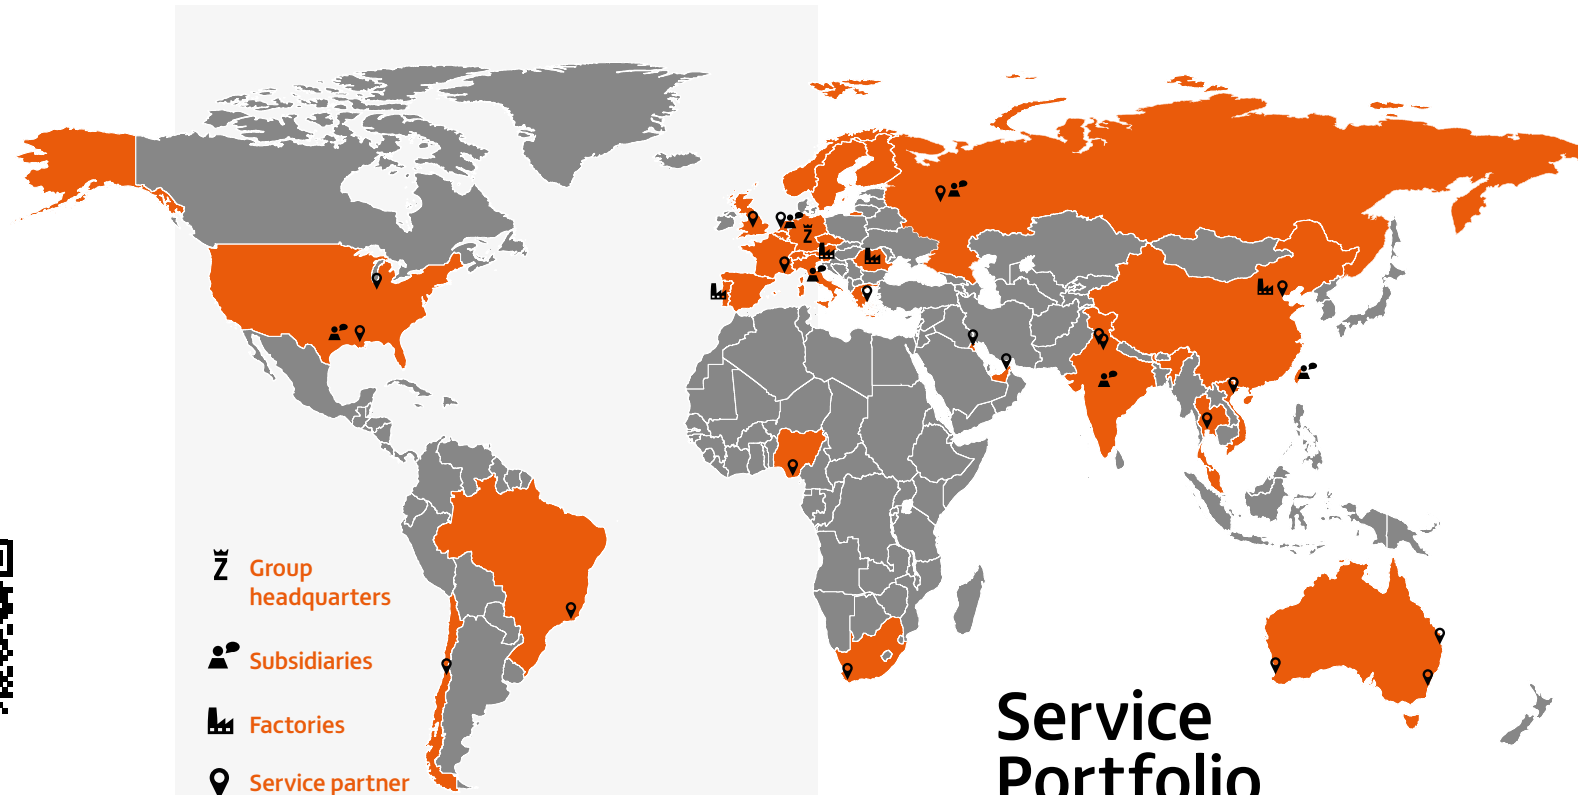 Z
Ž Group
headquarters
Subsidiaries
Factories
Service partner
Service
Portfolio